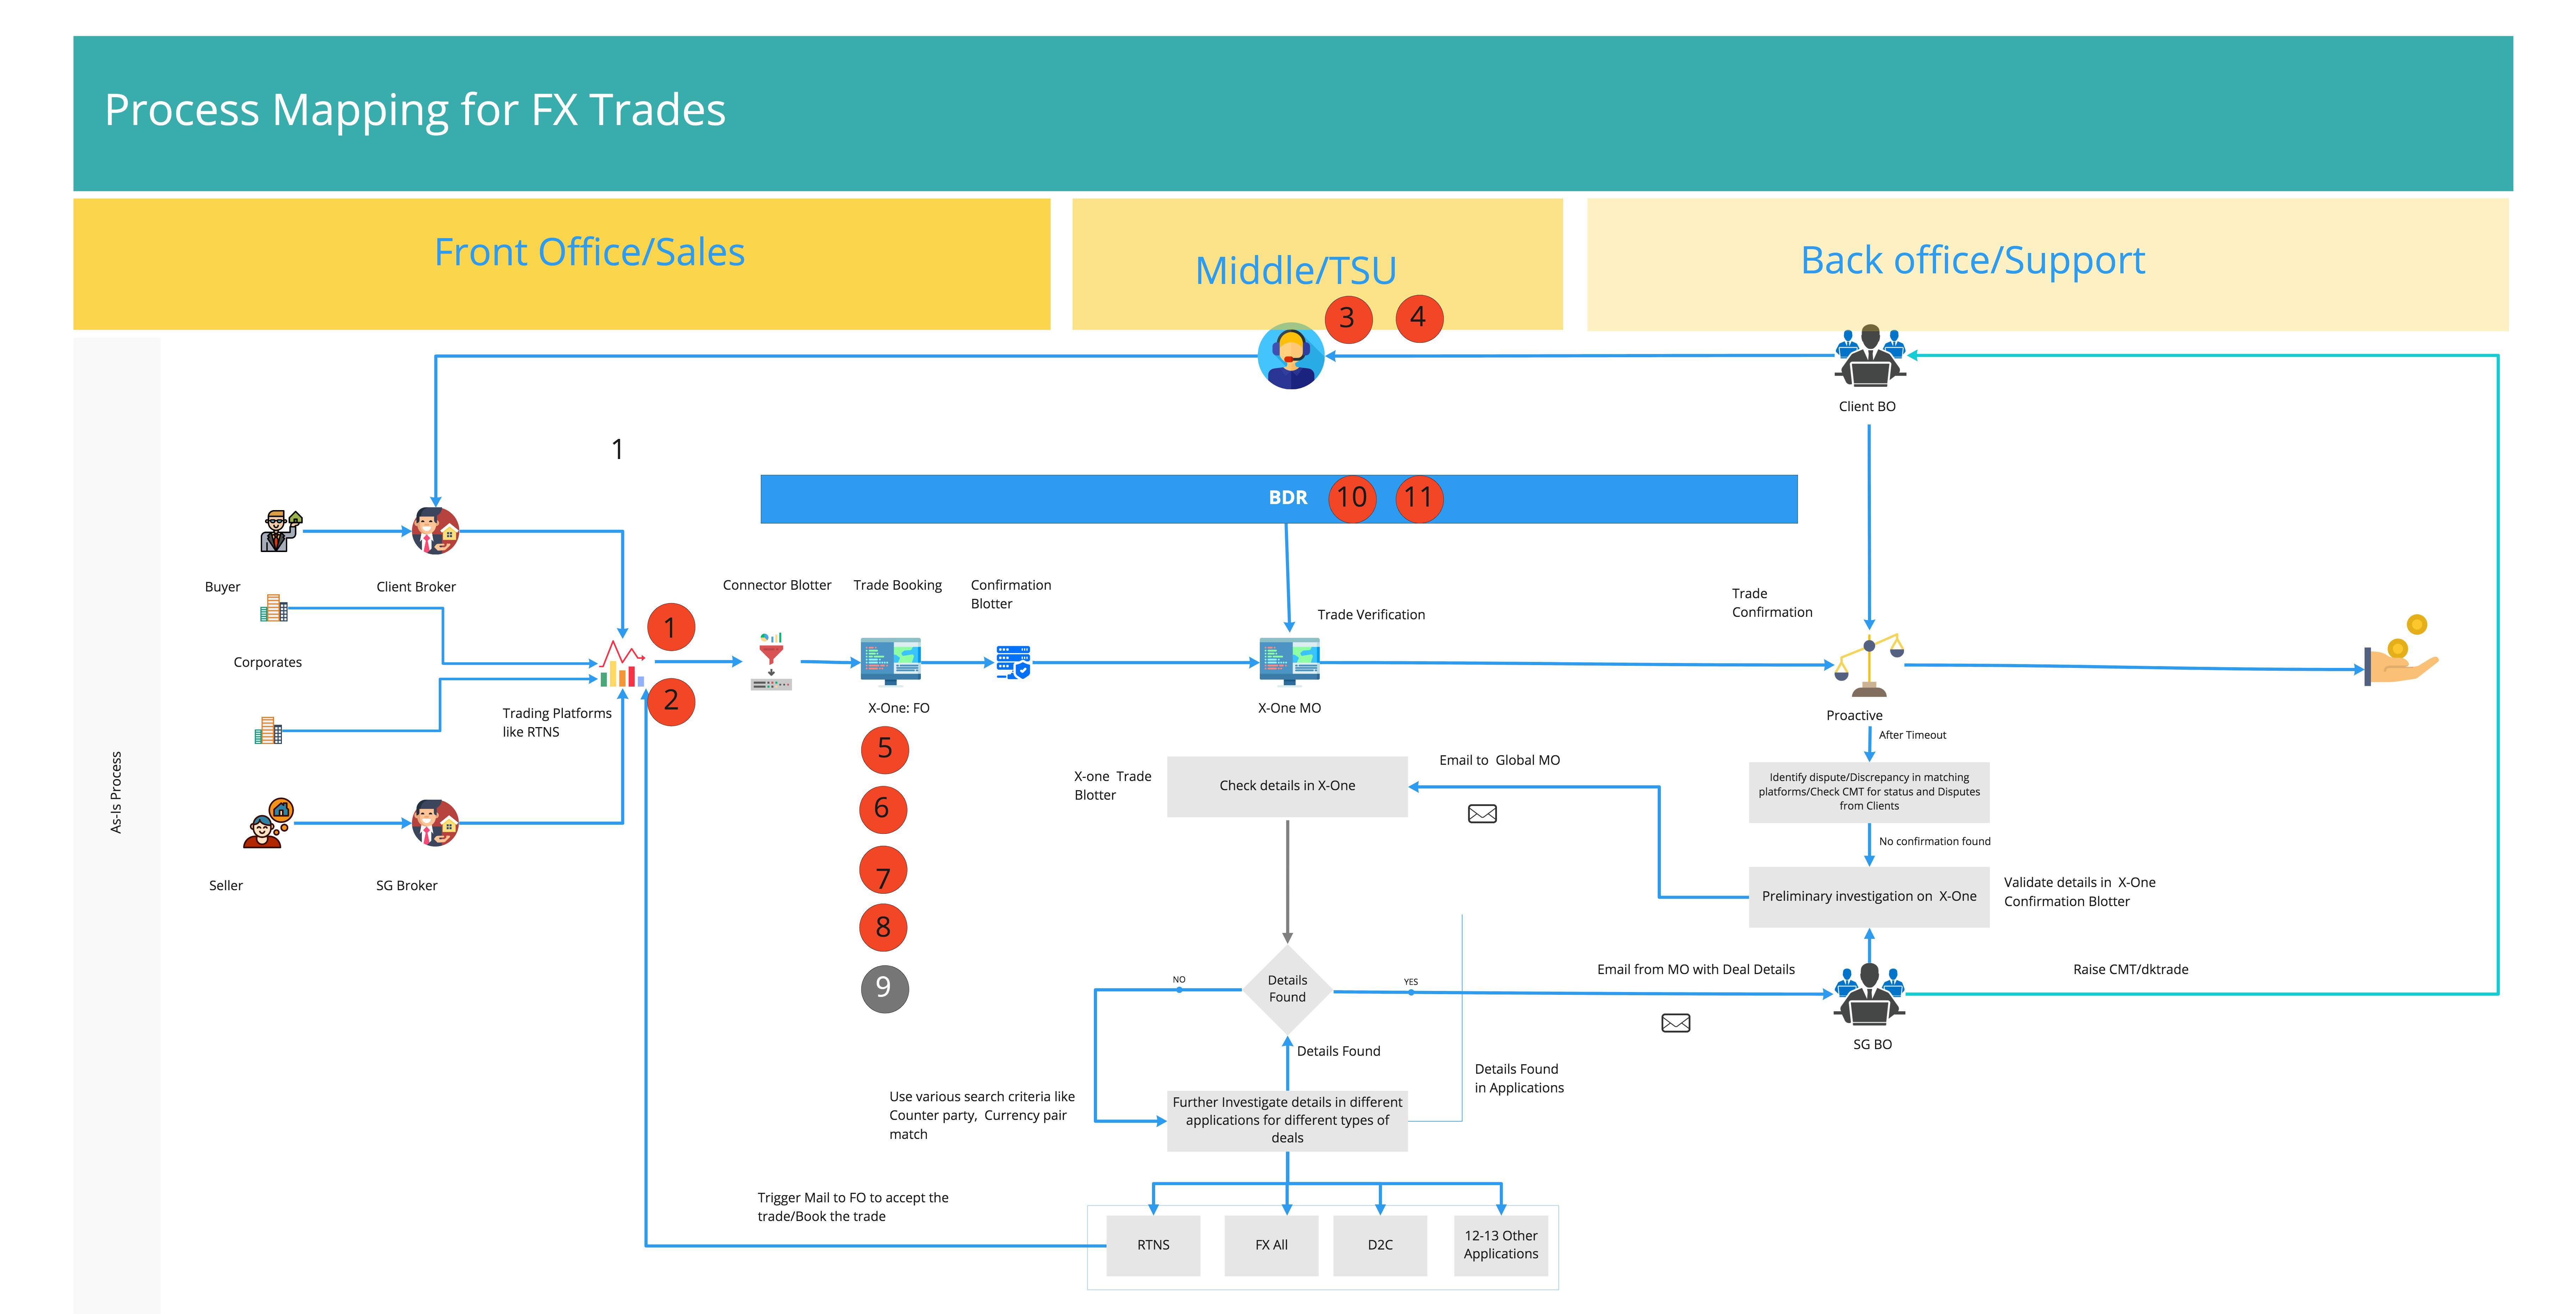 Process Mapping for FX Trades
Front Office/Sales
Middle/TSU
Back office/Support
3
4
Client BO
1
BDR
10
11
Buyer
Client Broker
Connector Blotter
Trade Booking
Confirmation
Blotter
Trade Verification
Trade
Confirmation
1
Corporates
2
Trading Platforms
like RTNS
X-One: FO
X-One MO
Proactive
After Timeout
5
6
7
8
9
As-Is Process
X-one  Trade
Blotter
Check details in X-One
Email to  Global MO
Identify dispute/Discrepancy in matching
platforms/Check CMT for status and Disputes
from Clients
No confirmation found
Seller
SG Broker
Preliminary investigation on  X-One
Validate details in  X-One
Confirmation Blotter
NO
Details
Found
YES
Email from MO with Deal Details
Raise CMT/dktrade
SG BO
Details Found
Details Found
in Applications
Use various search criteria like
Counter party,  Currency pair
match
Further Investigate details in different
applications for different types of
deals
Trigger Mail to FO to accept the
trade/Book the trade
RTNS
FX All
D2C
12-13 Other
Applications